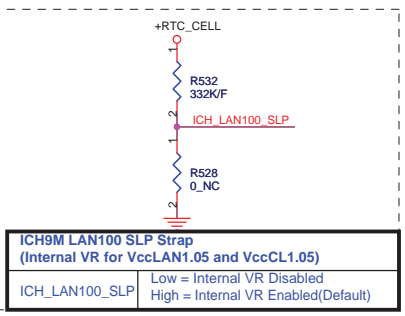 +RTC_CELL
1
R532
332K/F
2
ICH_LAN100_SLP
1
R528
0_NC
2
ICH9M LAN100 SLP Strap
(Internal VR for VccLAN1.05 and VccCL1.05)
ICH_LAN100_SLP
Low = Internal VR Disabled
High = Internal VR Enabled(Default)